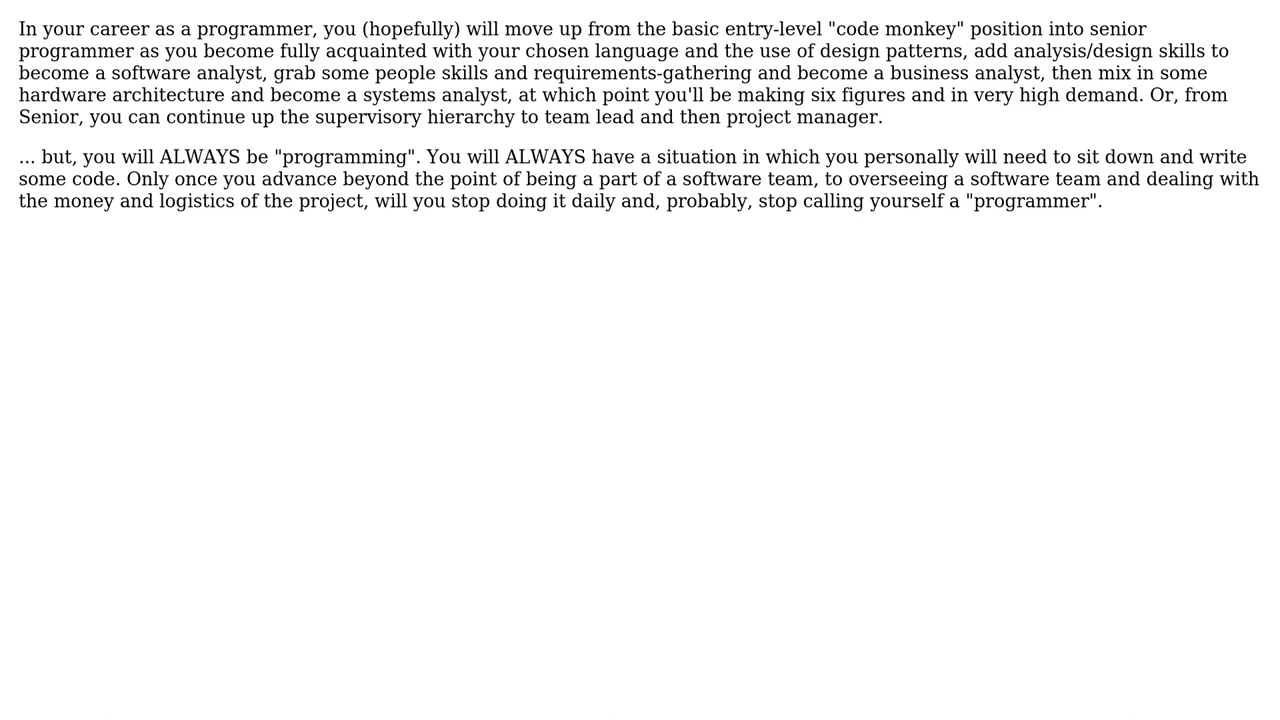 In your career as a programmer, you (hopefully) will move up from the basic entry-level "code monkey" position into senior
programmer as you become fully acquainted with your chosen language and the use of design patterns, add analysis/design skills to
become a software analyst, grab some people skills and requirements-gathering and become a business analyst, then mix in some
hardware architecture and become a systems analyst, at which point you'll be making six figures and in very high demand. Or, from
Senior, you can continue up the supervisory hierarchy to team lead and then project manager.
... but, you will ALWAYS be "programming". You will ALWAYS have a situation in which you personally will need to sit down and write
some code. Only once you advance beyond the point of being a part of a software team, to overseeing a software team and dealing with
the money and logistics of the project, will you stop doing it daily and, probably, stop calling yourself a "programmer".